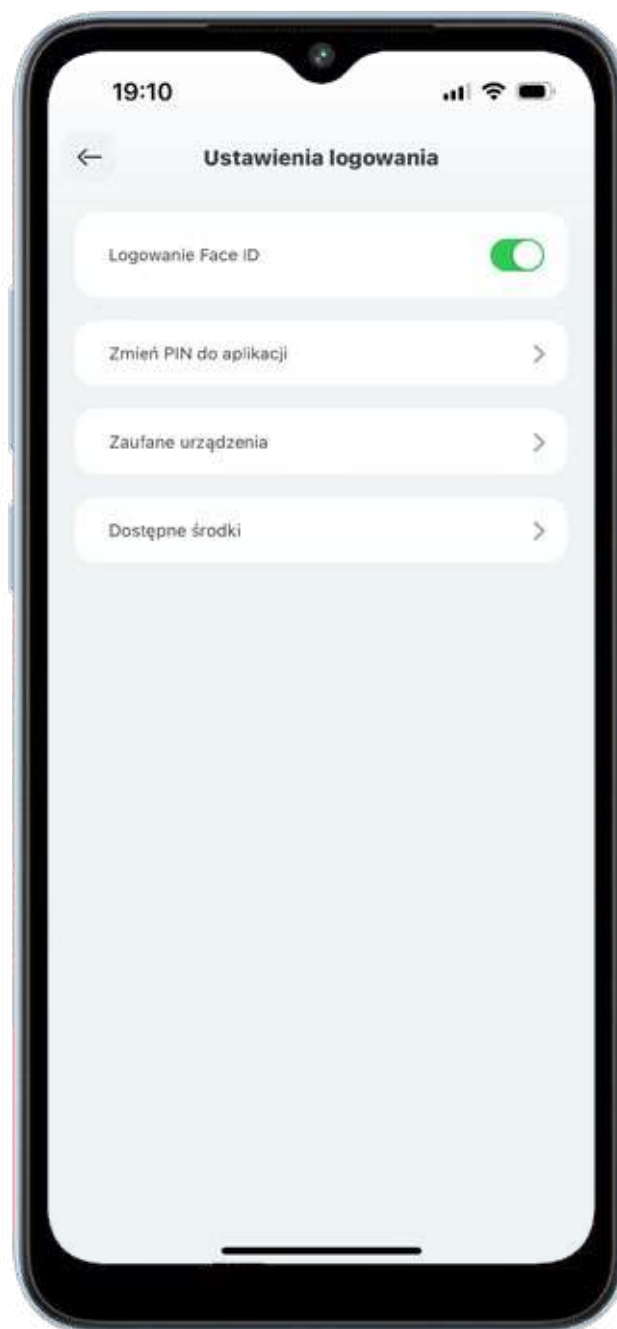 19:10
Ustawienia logowania
Logowanie Face ID
Zmień PIN do aplikacji
Zaufane urządzenia
Dostępne środki